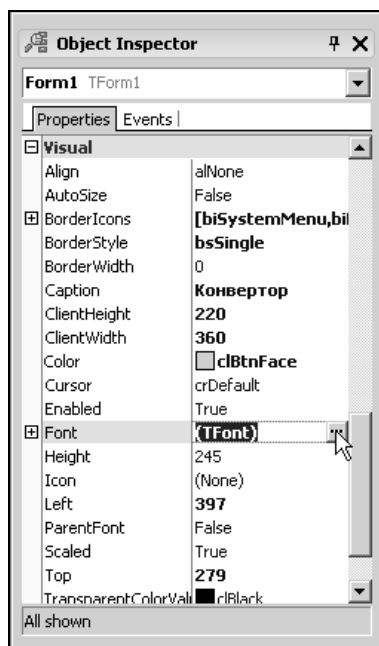 Object Inspector
Form1 TForm1
Properties Events
Visual
Align alNone
AutoSize False
BorderIcons [biSystemMenu,biI
BorderStyle bsSingle
BorderWidth 0
Caption Конвертор
ClientHeight 220
ClientWidth 360
Color clBtnFace
Cursor crDefault
Enabled True
Font (TFont) ...
Height 245
Icon (None)
Left 397
ParentFont False
Scaled True
Top 279
TransparentColorValu clBlack
All shown